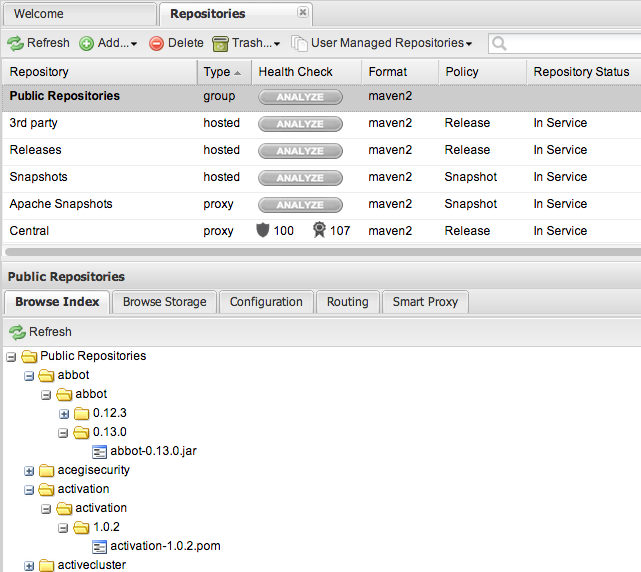 Welcome Repositories
Refresh Add... Delete Trash... User Managed Repositories
Repository Type Health Check Format Policy Repository Status
Public Repositories group ANALYZE maven2
3rd party hosted ANALYZE maven2 Release In Service
Releases hosted ANALYZE maven2 Release In Service
Snapshots hosted ANALYZE maven2 Snapshot In Service
Apache Snapshots proxy ANALYZE maven2 Snapshot In Service
Central proxy 100 107 maven2 Release In Service
Public Repositories
Browse Index Browse Storage Configuration Routing Smart Proxy
Refresh
Public Repositories
abbot
abbot
0.12.3
0.13.0
abbot-0.13.0.jar
acegisecurity
activation
activation
1.0.2
activation-1.0.2.pom
activecluster